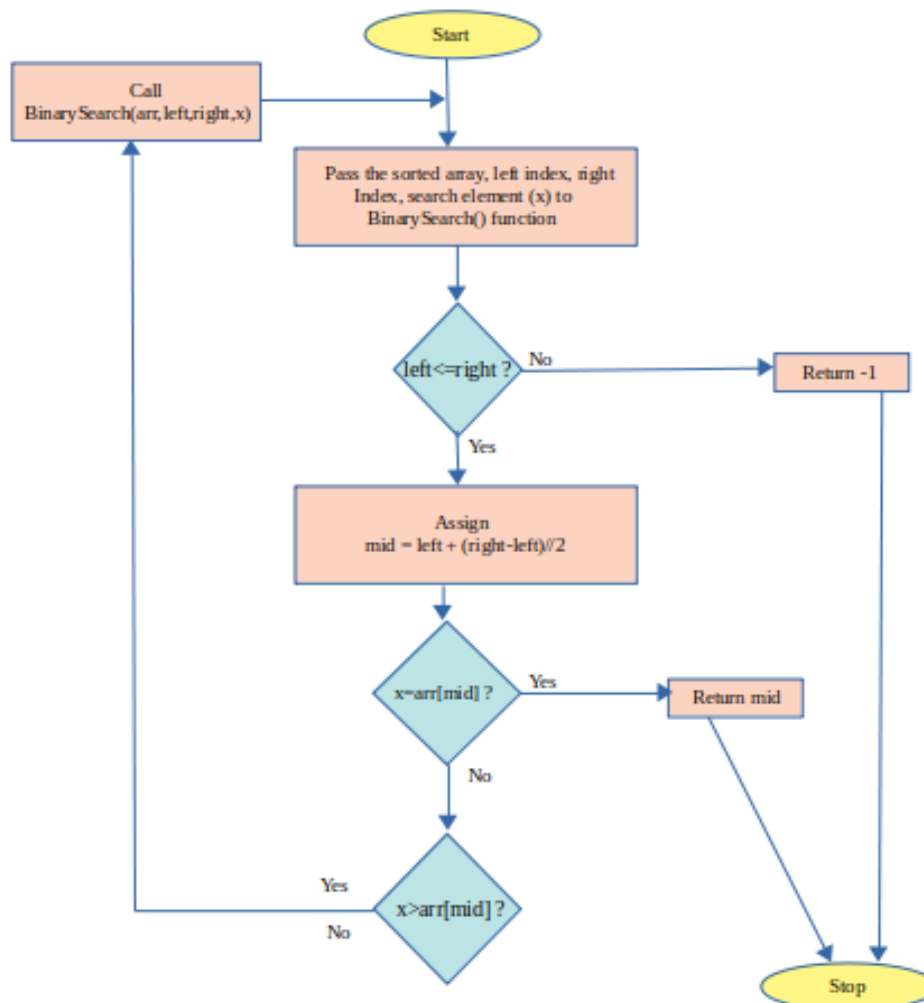 Start
Call
BinarySearch(arr,left,right,x)
Pass the sorted array, left index, right
Index, search element (x) to
BinarySearch() function
left<=right ?
No
Return -1
Yes
Assign
mid = left + (right-left)//2
x=arr[mid] ?
Yes
Return mid
No
Yes
x>arr[mid] ?
No
Stop